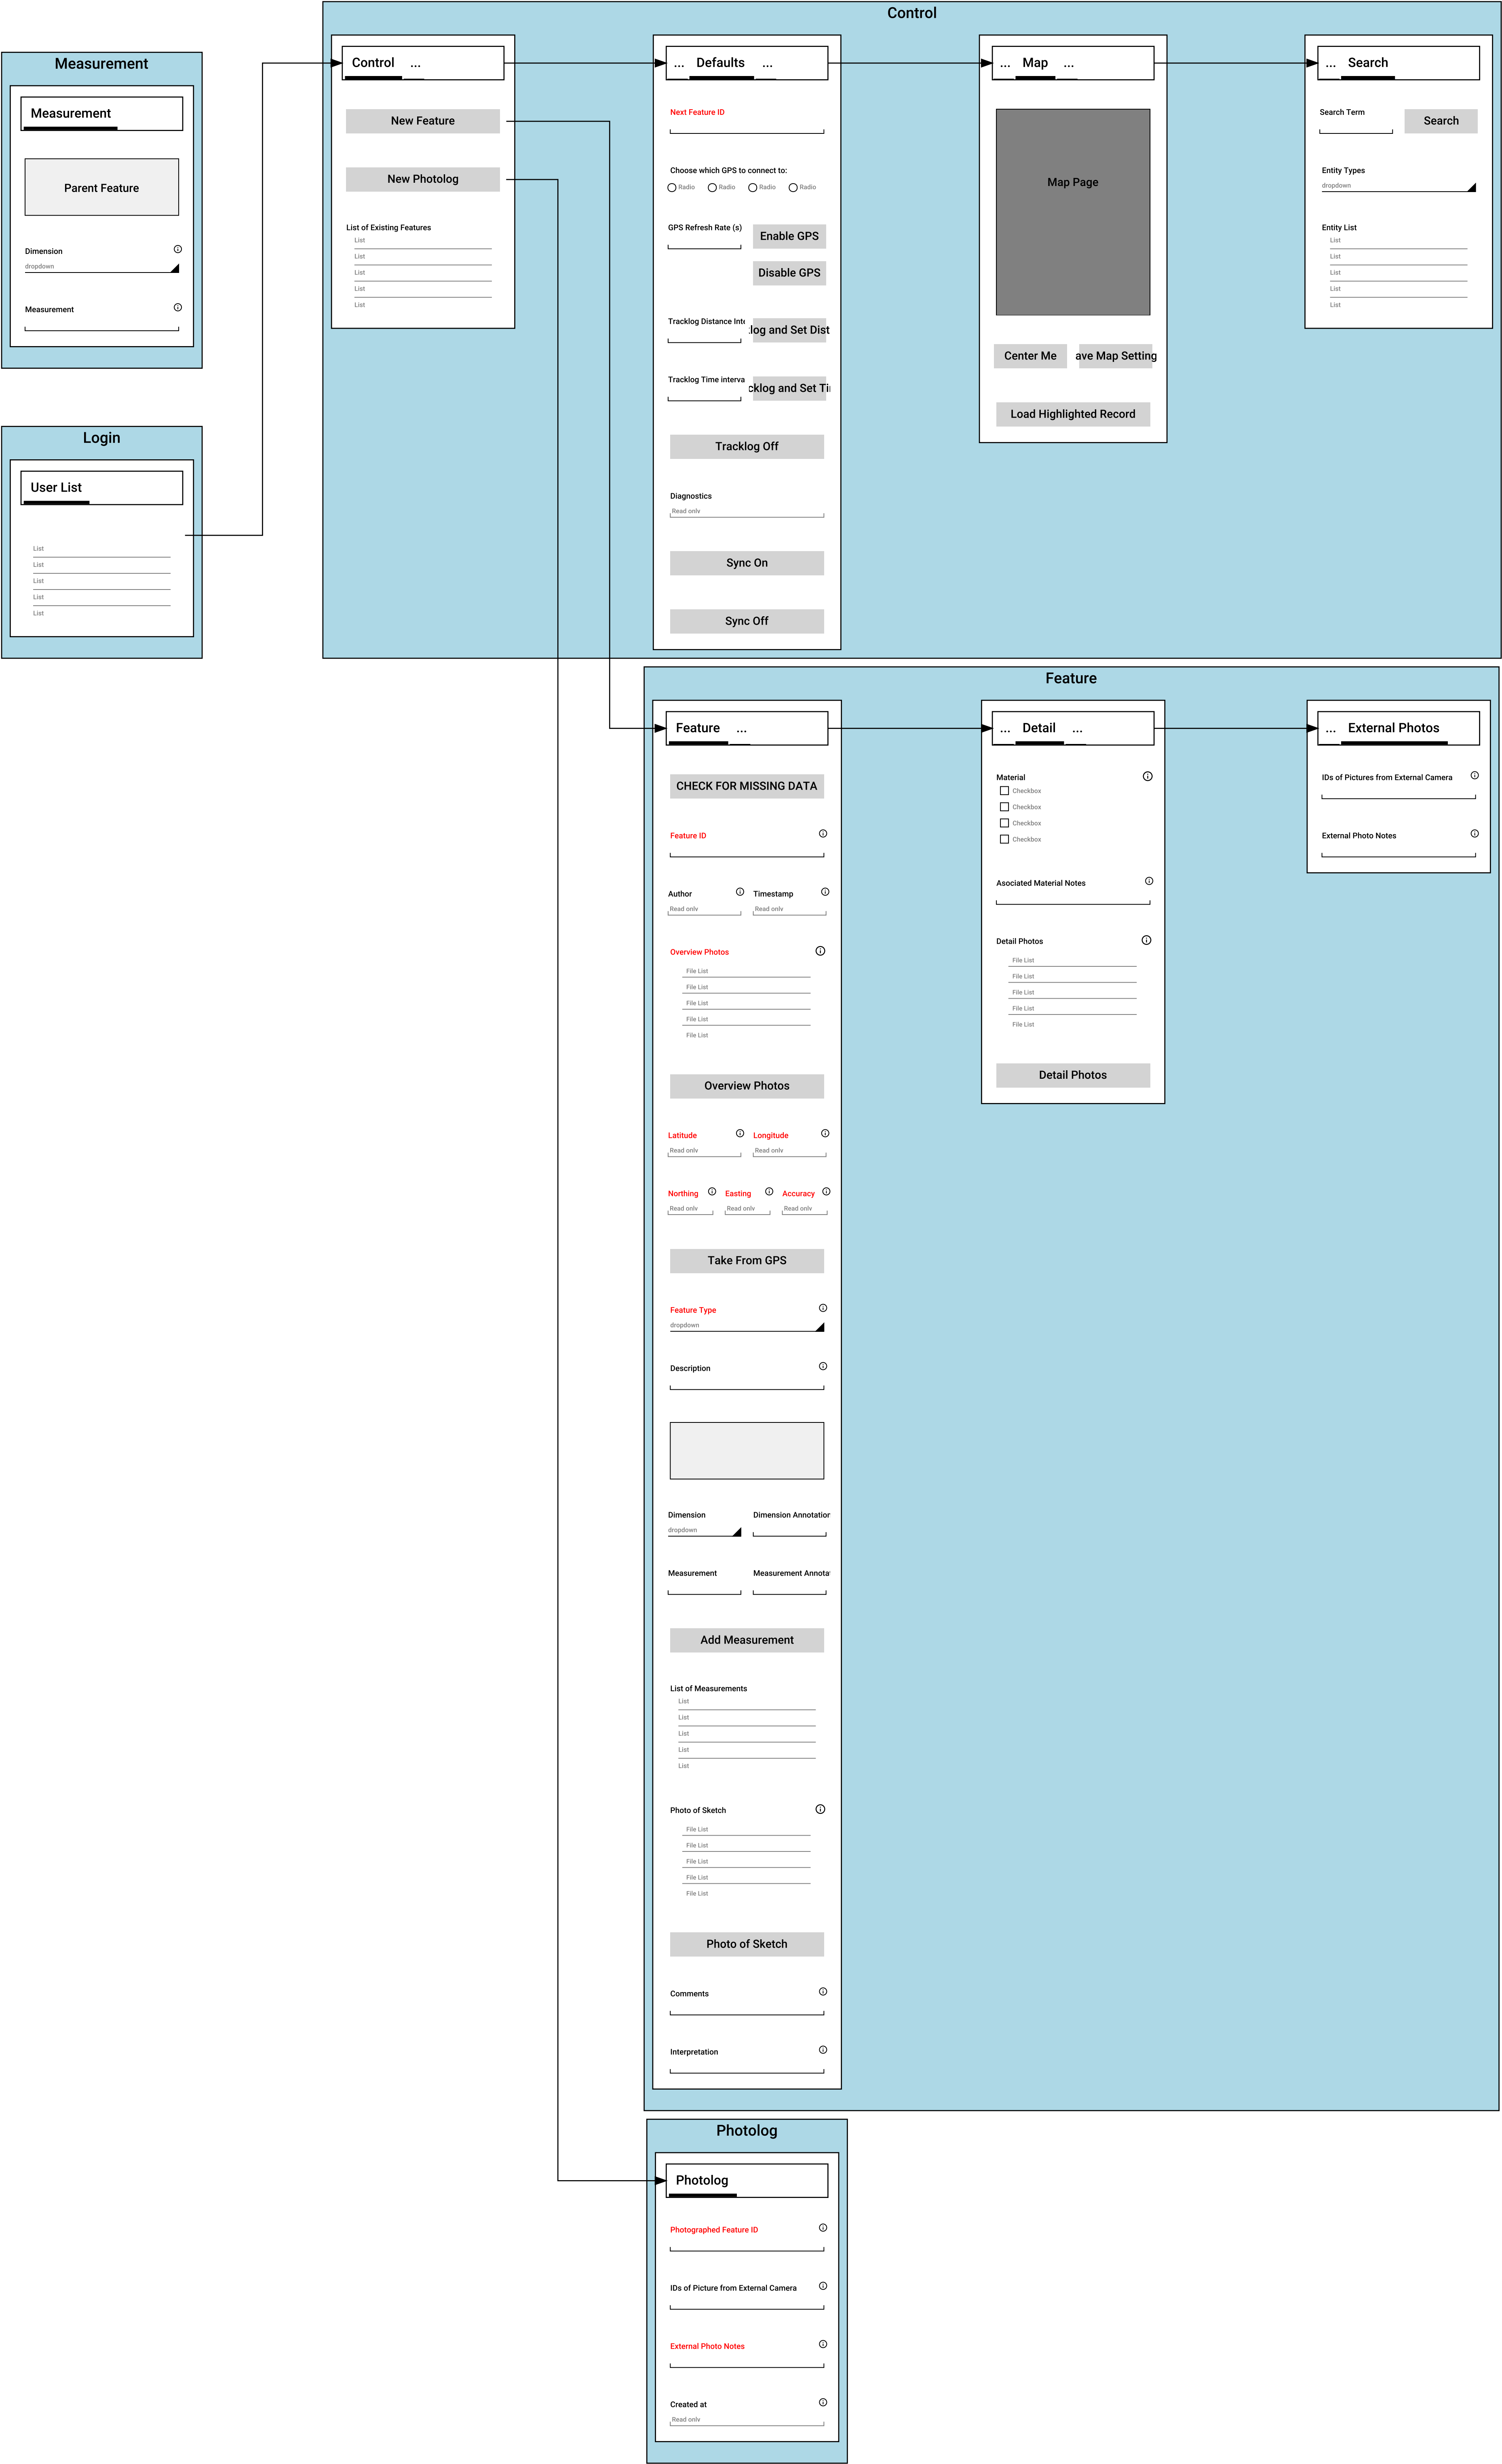 Measurement
Measurement
Parent Feature
Dimension
dropdown
Measurement
Login
User List
List
List
List
List
List
Control
Control ...
New Feature
New Photolog
List of Existing Features
List
List
List
List
List
... Defaults ...
Next Feature ID
Choose which GPS to connect to:
Radio Radio Radio Radio
GPS Refresh Rate (s)
Enable GPS
Disable GPS
Tracklog Distance Inte
log and Set Dist
Tracklog Time interva
cklog and Set Ti
Tracklog Off
Diagnostics
Read only
Sync On
Sync Off
... Map ...
Map Page
Center Me
ave Map Setting
Load Highlighted Record
... Search
Search Term
Search
Entity Types
dropdown
Entity List
List
List
List
List
List
Feature
Feature ...
CHECK FOR MISSING DATA
Feature ID
Author Timestamp
Read only Read only
Overview Photos
File List
File List
File List
File List
File List
Overview Photos
Latitude Longitude
Read only Read only
Northing Easting Accuracy
Read only Read only Read only
Take From GPS
Feature Type
dropdown
Description
Dimension Dimension Annotation
dropdown
Measurement Measurement Annota
Add Measurement
List of Measurements
List
List
List
List
List
Photo of Sketch
File List
File List
File List
File List
File List
Photo of Sketch
Comments
Interpretation
... Detail ...
Material
Checkbox
Checkbox
Checkbox
Checkbox
Asociated Material Notes
Detail Photos
File List
File List
File List
File List
File List
Detail Photos
... External Photos
IDs of Pictures from External Camera
External Photo Notes
Photolog
Photolog
Photographed Feature ID
IDs of Picture from External Camera
External Photo Notes
Created at
Read only